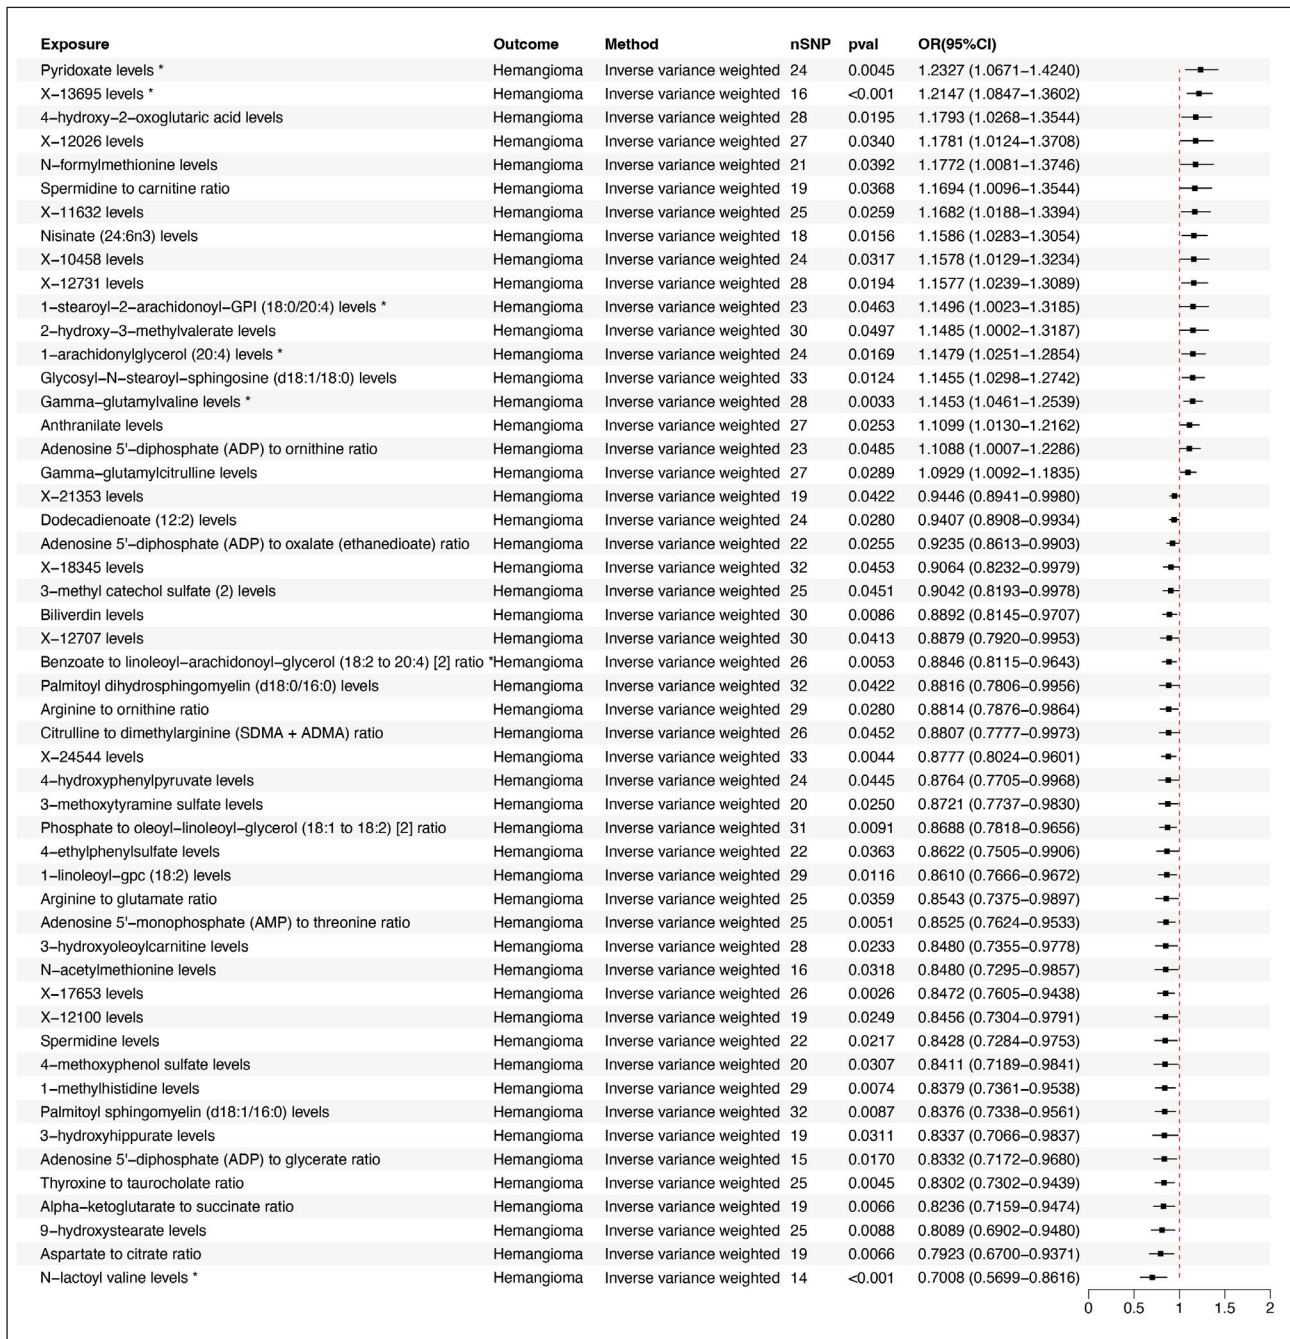 Exposure Outcome Method nSNP pval OR(95%CI)
Pyridoxate levels * Hemangioma Inverse variance weighted 24 0.0045 1.2327 (1.0671−1.4240)
X−13695 levels * Hemangioma Inverse variance weighted 16 <0.001 1.2147 (1.0847−1.3602)
4−hydroxy−2−oxoglutaric acid levels Hemangioma Inverse variance weighted 28 0.0195 1.1793 (1.0268−1.3544)
X−12026 levels Hemangioma Inverse variance weighted 27 0.0340 1.1781 (1.0124−1.3708)
N−formylmethionine levels Hemangioma Inverse variance weighted 21 0.0392 1.1772 (1.0081−1.3746)
Spermidine to carnitine ratio Hemangioma Inverse variance weighted 19 0.0368 1.1694 (1.0096−1.3544)
X−11632 levels Hemangioma Inverse variance weighted 25 0.0259 1.1682 (1.0188−1.3394)
Nisinate (24:6n3) levels Hemangioma Inverse variance weighted 18 0.0156 1.1586 (1.0283−1.3054)
X−10458 levels Hemangioma Inverse variance weighted 24 0.0317 1.1578 (1.0129−1.3234)
X−12731 levels Hemangioma Inverse variance weighted 28 0.0194 1.1577 (1.0239−1.3089)
1−stearoyl−2−arachidonoyl−GPI (18:0/20:4) levels * Hemangioma Inverse variance weighted 23 0.0463 1.1496 (1.0023−1.3185)
2−hydroxy−3−methylvalerate levels Hemangioma Inverse variance weighted 30 0.0497 1.1485 (1.0002−1.3187)
1−arachidonylglycerol (20:4) levels * Hemangioma Inverse variance weighted 24 0.0169 1.1479 (1.0251−1.2854)
Glycosyl−N−stearoyl−sphingosine (d18:1/18:0) levels Hemangioma Inverse variance weighted 33 0.0124 1.1455 (1.0298−1.2742)
Gamma−glutamylvaline levels * Hemangioma Inverse variance weighted 28 0.0033 1.1453 (1.0461−1.2539)
Anthranilate levels Hemangioma Inverse variance weighted 27 0.0253 1.1099 (1.0130−1.2162)
Adenosine 5'−diphosphate (ADP) to ornithine ratio Hemangioma Inverse variance weighted 23 0.0485 1.1088 (1.0007−1.2286)
Gamma−glutamylcitrulline levels Hemangioma Inverse variance weighted 27 0.0289 1.0929 (1.0092−1.1835)
X−21353 levels Hemangioma Inverse variance weighted 19 0.0422 0.9446 (0.8941−0.9980)
Dodecadienoate (12:2) levels Hemangioma Inverse variance weighted 24 0.0280 0.9407 (0.8908−0.9934)
Adenosine 5'−diphosphate (ADP) to oxalate (ethanedioate) ratio Hemangioma Inverse variance weighted 22 0.0255 0.9235 (0.8613−0.9903)
X−18345 levels Hemangioma Inverse variance weighted 32 0.0453 0.9064 (0.8232−0.9979)
3−methyl catechol sulfate (2) levels Hemangioma Inverse variance weighted 25 0.0451 0.9042 (0.8193−0.9978)
Biliverdin levels Hemangioma Inverse variance weighted 30 0.0086 0.8892 (0.8145−0.9707)
X−12707 levels Hemangioma Inverse variance weighted 30 0.0413 0.8879 (0.7920−0.9953)
Benzoate to linoleoyl−arachidonoyl−glycerol (18:2 to 20:4) [2] ratio *Hemangioma Inverse variance weighted 26 0.0053 0.8846 (0.8115−0.9643)
Palmitoyl dihydrosphingomyelin (d18:0/16:0) levels Hemangioma Inverse variance weighted 32 0.0422 0.8816 (0.7806−0.9956)
Arginine to ornithine ratio Hemangioma Inverse variance weighted 29 0.0280 0.8814 (0.7876−0.9864)
Citrulline to dimethylarginine (SDMA + ADMA) ratio Hemangioma Inverse variance weighted 26 0.0452 0.8807 (0.7777−0.9973)
X−24544 levels Hemangioma Inverse variance weighted 33 0.0044 0.8777 (0.8024−0.9601)
4−hydroxyphenylpyruvate levels Hemangioma Inverse variance weighted 24 0.0445 0.8764 (0.7705−0.9968)
3−methoxytyramine sulfate levels Hemangioma Inverse variance weighted 20 0.0250 0.8721 (0.7737−0.9830)
Phosphate to oleoyl−linoleoyl−glycerol (18:1 to 18:2) [2] ratio Hemangioma Inverse variance weighted 31 0.0091 0.8688 (0.7818−0.9656)
4−ethylphenylsulfate levels Hemangioma Inverse variance weighted 22 0.0363 0.8622 (0.7505−0.9906)
1−linoleoyl−gpc (18:2) levels Hemangioma Inverse variance weighted 29 0.0116 0.8610 (0.7666−0.9672)
Arginine to glutamate ratio Hemangioma Inverse variance weighted 25 0.0359 0.8543 (0.7375−0.9897)
Adenosine 5'−monophosphate (AMP) to threonine ratio Hemangioma Inverse variance weighted 25 0.0051 0.8525 (0.7624−0.9533)
3−hydroxyoleoylcarnitine levels Hemangioma Inverse variance weighted 28 0.0233 0.8480 (0.7355−0.9778)
N−acetylmethionine levels Hemangioma Inverse variance weighted 16 0.0318 0.8480 (0.7295−0.9857)
X−17653 levels Hemangioma Inverse variance weighted 26 0.0026 0.8472 (0.7605−0.9438)
X−12100 levels Hemangioma Inverse variance weighted 19 0.0249 0.8456 (0.7304−0.9791)
Spermidine levels Hemangioma Inverse variance weighted 22 0.0217 0.8428 (0.7284−0.9753)
4−methoxyphenol sulfate levels Hemangioma Inverse variance weighted 20 0.0307 0.8411 (0.7189−0.9841)
1−methylhistidine levels Hemangioma Inverse variance weighted 29 0.0074 0.8379 (0.7361−0.9538)
Palmitoyl sphingomyelin (d18:1/16:0) levels Hemangioma Inverse variance weighted 32 0.0087 0.8376 (0.7338−0.9561)
3−hydroxyhippurate levels Hemangioma Inverse variance weighted 19 0.0311 0.8337 (0.7066−0.9837)
Adenosine 5'−diphosphate (ADP) to glycerate ratio Hemangioma Inverse variance weighted 15 0.0170 0.8332 (0.7172−0.9680)
Thyroxine to taurocholate ratio Hemangioma Inverse variance weighted 25 0.0045 0.8302 (0.7302−0.9439)
Alpha−ketoglutarate to succinate ratio Hemangioma Inverse variance weighted 19 0.0066 0.8236 (0.7159−0.9474)
9−hydroxystearate levels Hemangioma Inverse variance weighted 25 0.0088 0.8089 (0.6902−0.9480)
Aspartate to citrate ratio Hemangioma Inverse variance weighted 19 0.0066 0.7923 (0.6700−0.9371)
N−lactoyl valine levels * Hemangioma Inverse variance weighted 14 <0.001 0.7008 (0.5699−0.8616)
0 0.5 1 1.5 2